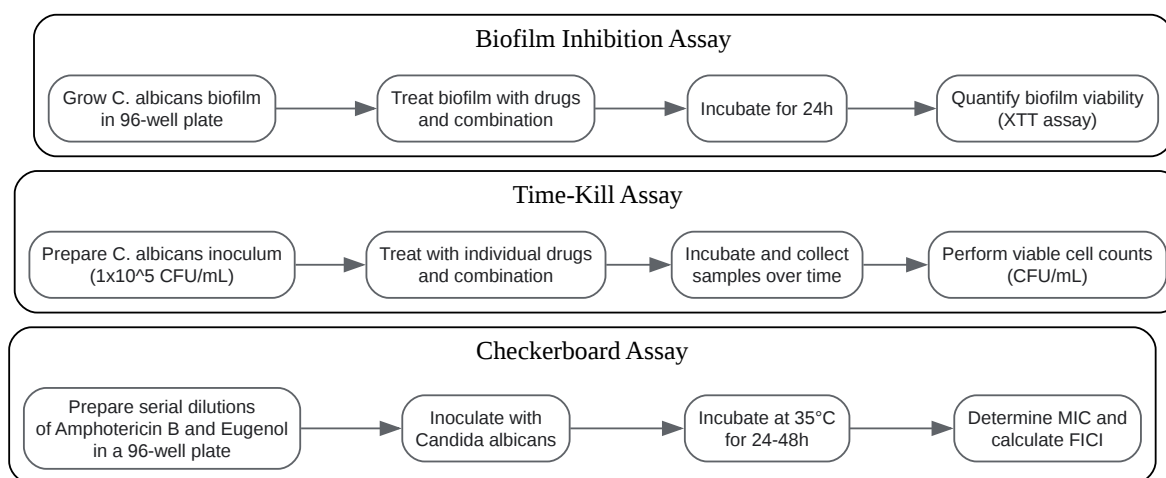 Biofilm Inhibition Assay
Grow C. albicans biofilm
in 96-well plate
Treat biofilm with drugs
and combination
Incubate for 24h
Quantify biofilm viability
(XTT assay)
Time-Kill Assay
Prepare C. albicans inoculum
(1x10^5 CFU/mL)
Treat with individual drugs
and combination
Incubate and collect
samples over time
Perform viable cell counts
(CFU/mL)
Checkerboard Assay
Prepare serial dilutions
of Amphotericin B and Eugenol
in a 96-well plate
Inoculate with
Candida albicans
Incubate at 35°C
for 24-48h
Determine MIC and
calculate FICI